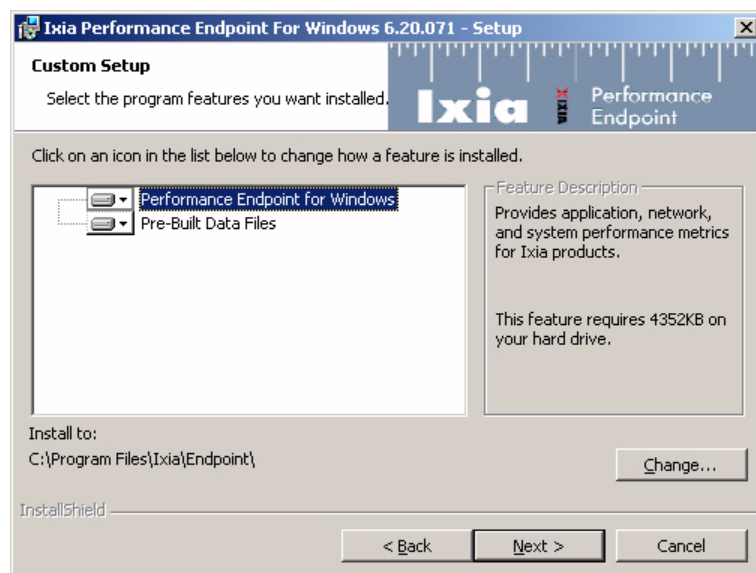 Ixia Performance Endpoint For Windows 6.20.071 - Setup
Custom Setup
Select the program features you want installed.
Ixia
IXIA
Performance
Endpoint
Click on an icon in the list below to change how a feature is installed.
Performance Endpoint for Windows
Pre-Built Data Files
Feature Description
Provides application, network,
and system performance metrics
for Ixia products.
This feature requires 4352KB on
your hard drive.
Install to:
C:\Program Files\Ixia\Endpoint\
Change...
InstallShield
< Back
Next >
Cancel